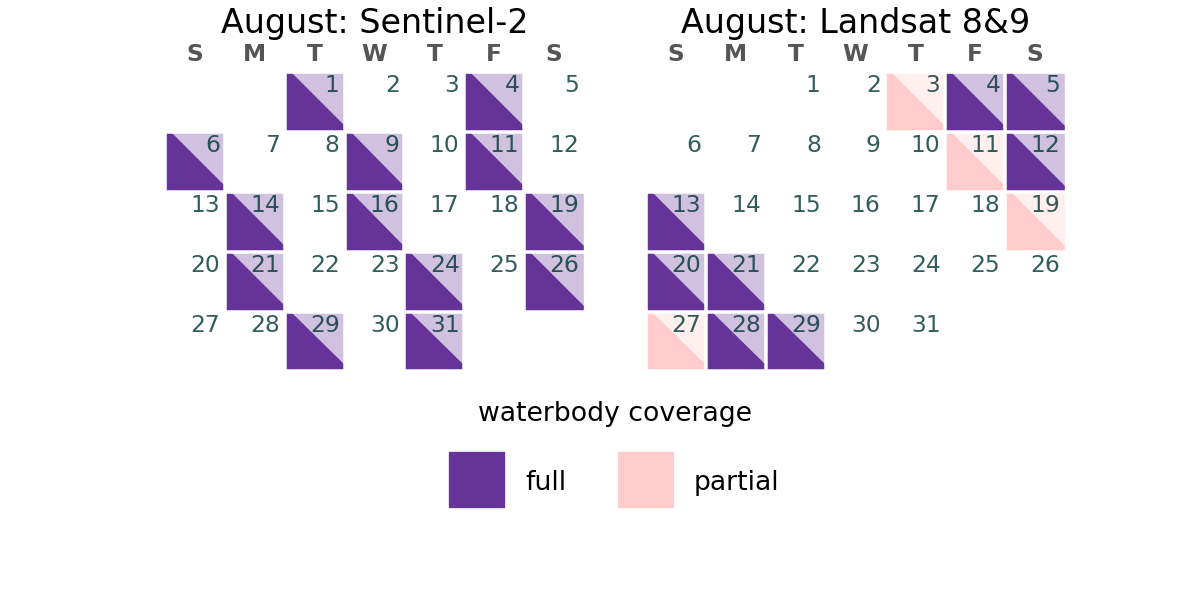 August: Sentinel-2
S M T W T F S
1 2 3 4 5
6 7 8 9 10 11 12
13 14 15 16 17 18 19
20 21 22 23 24 25 26
27 28 29 30 31
August: Landsat 8&9
S M T W T F S
1 2 3 4 5
6 7 8 9 10 11 12
13 14 15 16 17 18 19
20 21 22 23 24 25 26
27 28 29 30 31
waterbody coverage
full partial